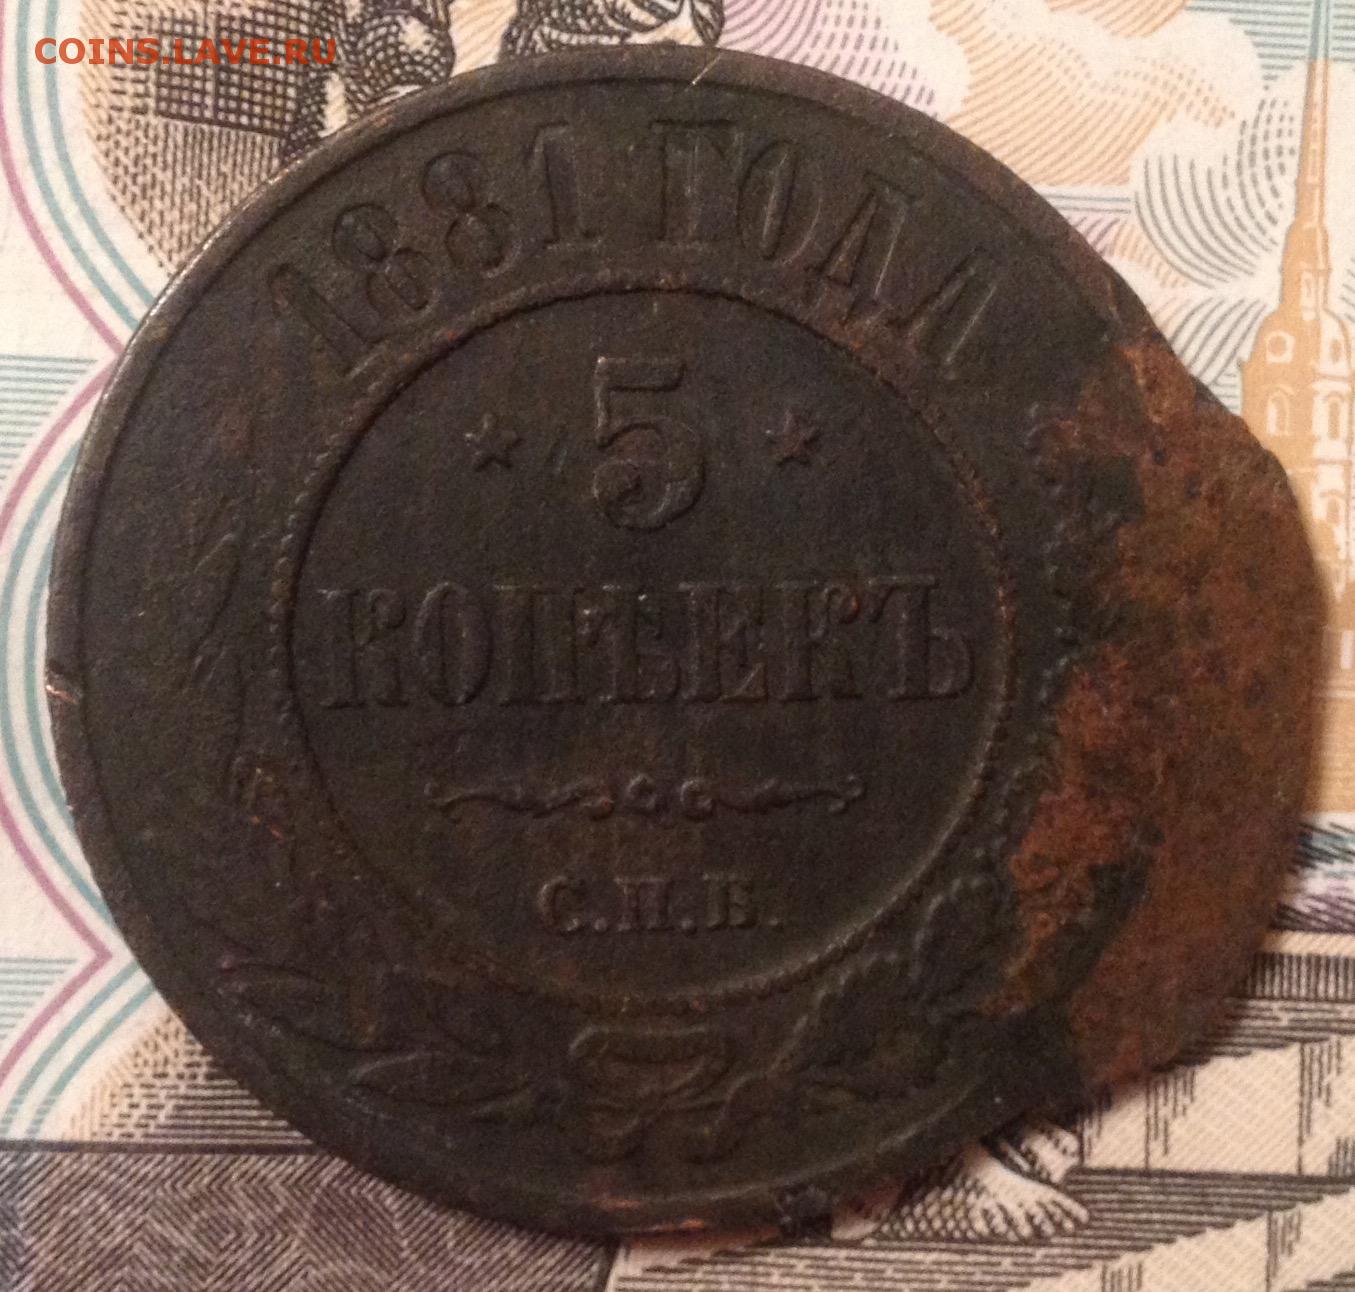 COINS.LAVE.RU
1881 ГОДА
5
КОПѢЕКЪ
С.П.Б.